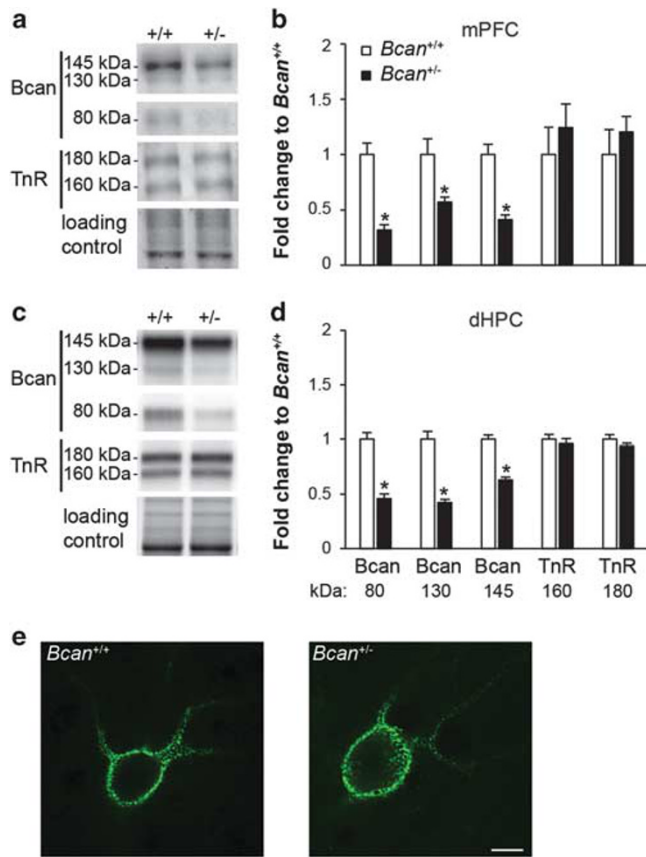 a
+/+ +/-
Bcan
145 kDa
130 kDa
80 kDa
TnR
180 kDa
160 kDa
loading
control
b
mPFC
Bcan+/+
Bcan+/-
Fold change to Bcan+/+
2
1.5
1
0.5
0
* * *
c
+/+ +/-
Bcan
145 kDa
130 kDa
80 kDa
TnR
180 kDa
160 kDa
loading
control
d
dHPC
Fold change to Bcan+/+
2
1.5
1
0.5
0
* * *
Bcan Bcan Bcan TnR TnR
kDa: 80 130 145 160 180
e
Bcan+/+
Bcan+/-